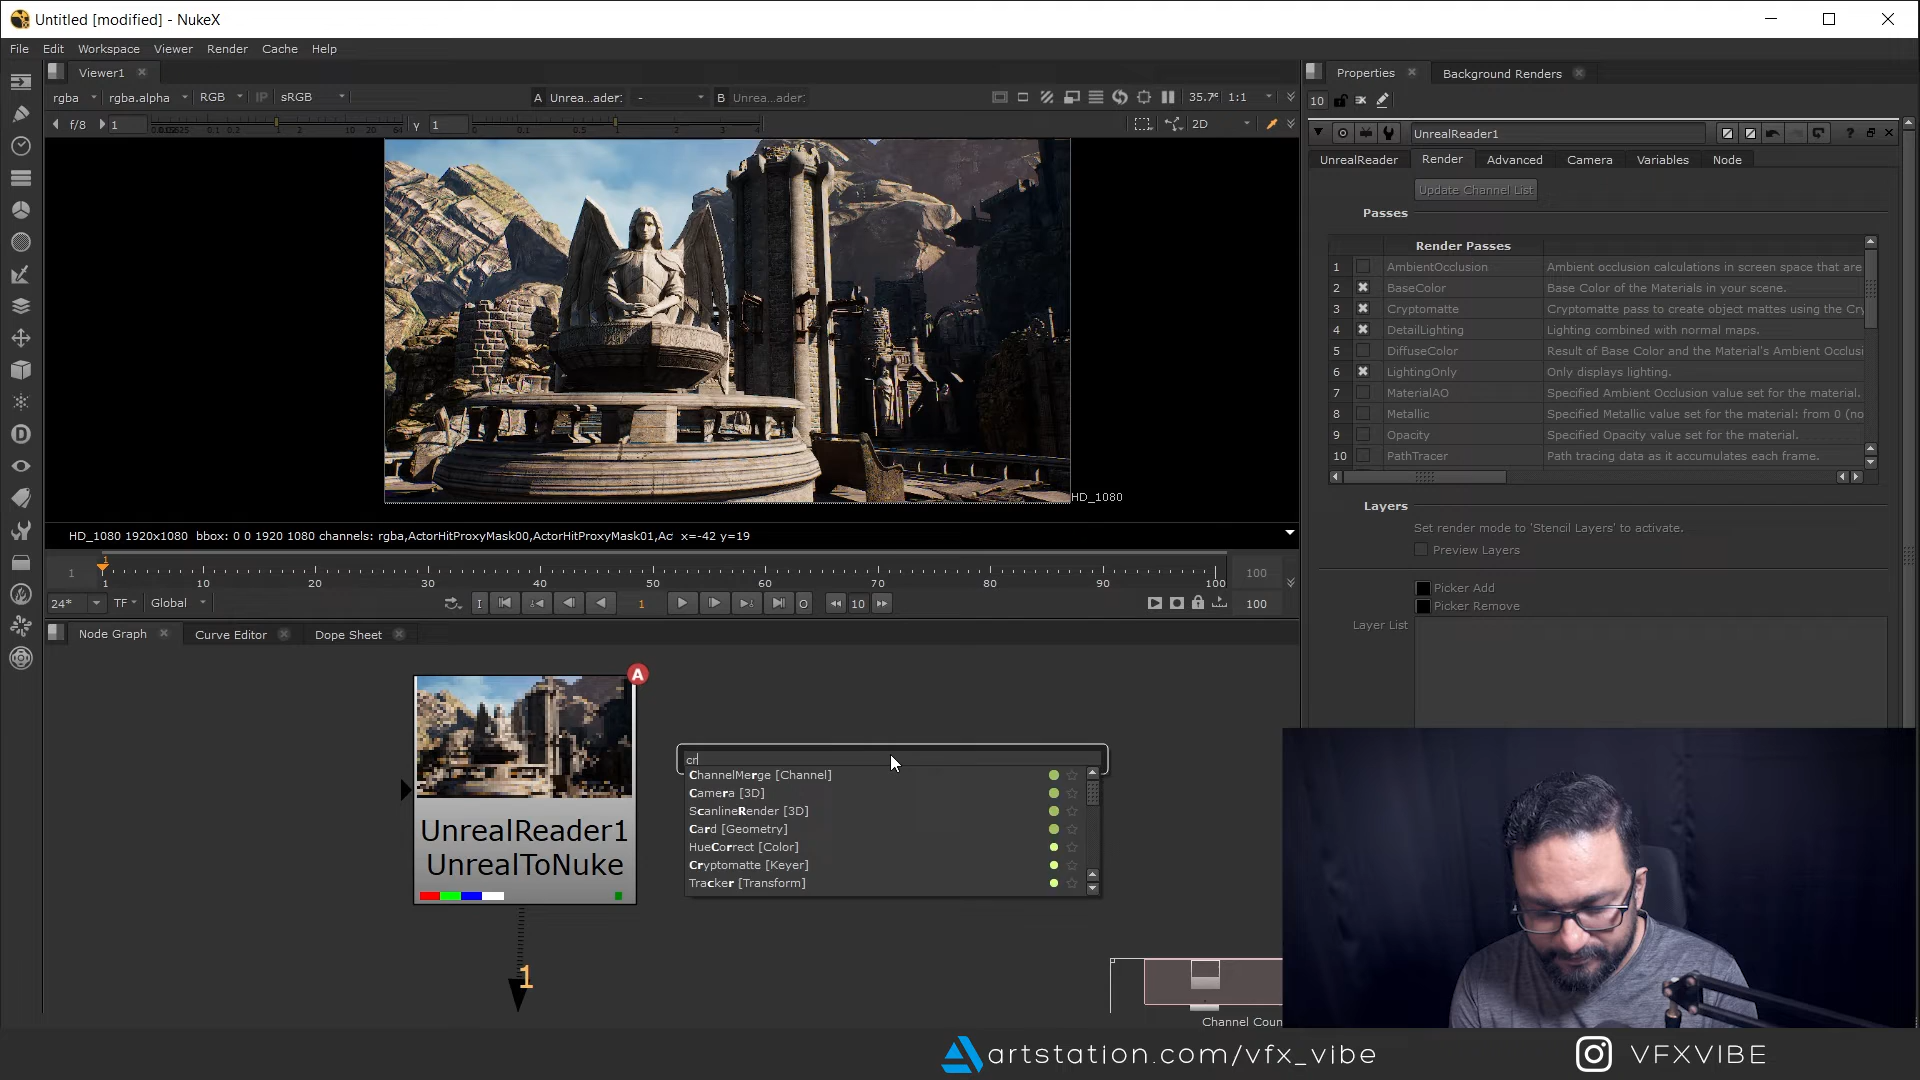 Untitled [modified] - NukeX
File Edit Workspace Viewer Render Cache Help
Viewer1
Properties Background Renders
rgba rgba.alpha RGB IP sRGB A Unrea...ader: - B Unrea...ader: 1:1
10
f/8 1 γ 1 2D
UnrealReader1
UnrealReader Render Advanced Camera Variables Node
Update Channel List
Passes
Render Passes
1 AmbientOcclusion Ambient occlusion calculations in screen space that are
2 BaseColor Base Color of the Materials in your scene.
3 Cryptomatte Cryptomatte pass to create object mattes using the Cry
4 DetailLighting Lighting combined with normal maps.
5 DiffuseColor Result of Base Color and the Material's Ambient Occlusi
6 LightingOnly Only displays lighting.
7 MaterialAO Specified Ambient Occlusion value set for the material.
8 Metallic Specified Metallic value set for the material: from 0 (no
9 Opacity Specified Opacity value set for the material.
10 PathTracer Path tracing data as it accumulates each frame.
HD_1080
Layers
Set render mode to 'Stencil Layers' to activate.
Preview Layers
Picker Add
Picker Remove
Layer List
HD_1080 1920x1080 bbox: 0 0 1920 1080 channels: rgba,ActorHitProxyMask00,ActorHitProxyMask01,Ac x=-42 y=19
1
1 100
1 10 20 30 40 50 60 70 80 90 100
24* TF Global I 1 O 10 100
Node Graph Curve Editor Dope Sheet
A
UnrealReader1
UnrealToNuke
1
cr
ChannelMerge [Channel]
Camera [3D]
ScanlineRender [3D]
Card [Geometry]
HueCorrect [Color]
Cryptomatte [Keyer]
Tracker [Transform]
Channel Coun
artstation.com/vfx_vibe VFXVIBE